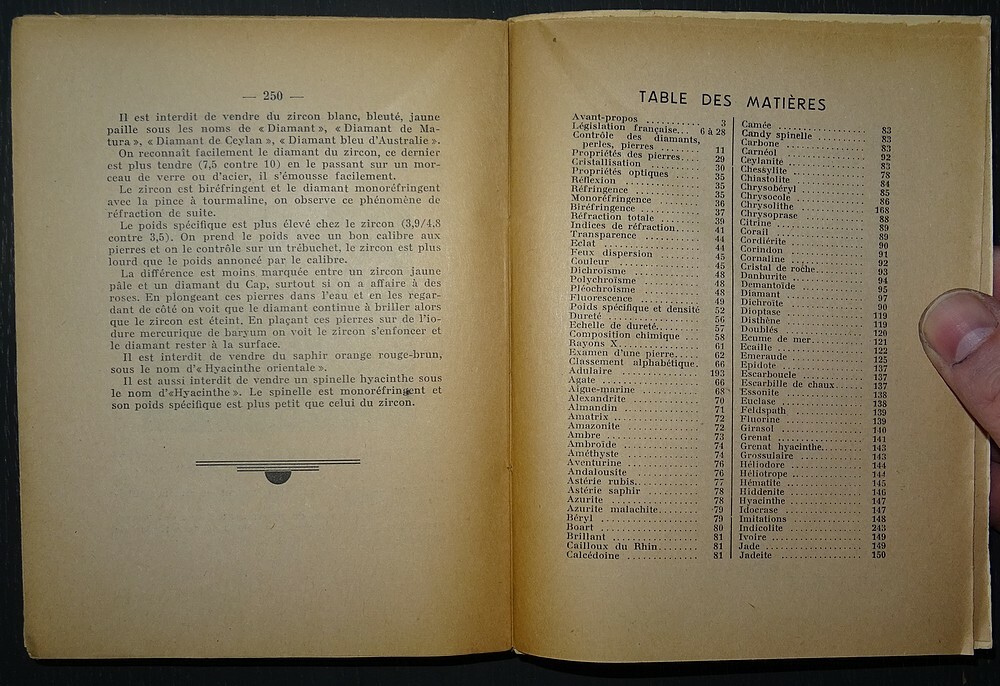 — 250 —
Il est interdit de vendre du zircon blanc, bleuté, jaune
paille sous les noms de « Diamant », « Diamant de Ma-
tura », « Diamant de Ceylan », « Diamant bleu d'Australie ».
On reconnaît facilement le diamant du zircon, ce dernier
est plus tendre (7,5 contre 10) en le passant sur un mor-
ceau de verre ou d'acier, il s'émousse facilement.
Le zircon est biréfringent et le diamant monoréfringent
avec la pince à tourmaline, on observe ce phénomène de
réfraction de suite.
Le poids spécifique est plus élevé chez le zircon (3,9/4.8
contre 3,5). On prend le poids avec un bon calibre aux
pierres et on le contrôle sur un trébuchet, le zircon est plus
lourd que le poids annoncé par le calibre.
La différence est moins marquée entre un zircon jaune
pâle et un diamant du Cap, surtout si on a affaire à des
roses. En plongeant ces pierres dans l'eau et en les regar-
dant de côté on voit que le diamant continue à briller alors
que le zircon est éteint. En plaçant ces pierres sur de l'io-
dure mercurique de baryum on voit le zircon s'enfoncer et
le diamant rester à la surface.
Il est interdit de vendre du saphir orange rouge-brun,
sous le nom d'« Hyacinthe orientale ».
Il est aussi interdit de vendre un spinelle hyacinthe sous
le nom d'«Hyacinthe ». Le spinelle est monoréfringent et
son poids spécifique est plus petit que celui du zircon.
TABLE DES MATIÈRES
Avant-propos .......... 3
Législation française... 6 à 28
Contrôle des diamants,
perles, pierres .......... 11
Propriétés des pierres... 29
Cristallisation .......... 30
Propriétés optiques .......... 35
Réflexion .......... 35
Réfringence .......... 35
Monoréfringence .......... 36
Biréfringence .......... 37
Réfraction totale .......... 39
Indices de réfraction.... 41
Transparence .......... 44
Eclat .......... 44
Feux dispersion .......... 45
Couleur .......... 45
Dichroïsme .......... 48
Polychroïsme .......... 48
Pléochroïsme .......... 48
Fluorescence .......... 49
Poids spécifique et densité 52
Dureté .......... 56
Echelle de dureté....... 57
Composition chimique ... 58
Rayons X.......... 61
Examen d'une pierre..... 62
Classement alphabétique. 66
Adulaire .......... 193
Agate .......... 66
Aigue-marine .......... 68
Alexandrite .......... 70
Almandin .......... 71
Amatrix .......... 72
Amazonite .......... 72
Ambre .......... 73
Ambroïde .......... 74
Améthyste .......... 74
Aventurine .......... 76
Andalousite .......... 76
Astérie rubis.......... 77
Astérie saphir .......... 78
Azurite .......... 78
Azurite malachite....... 79
Béryl .......... 79
Boart .......... 80
Brillant .......... 81
Cailloux du Rhin........ 81
Calcédoine .......... 81
Camée .......... 83
Candy spinelle .......... 83
Carbone .......... 83
Carnéol .......... 92
Ceylanite .......... 83
Chessylite .......... 78
Chiastolite .......... 84
Chrysobéryl .......... 85
Chrysocole .......... 86
Chrysolithe .......... 168
Chrysoprase .......... 88
Citrine .......... 89
Corail .......... 89
Cordiérite .......... 90
Corindon .......... 91
Cornaline .......... 92
Cristal de roche........ 93
Danburite .......... 94
Demantoïde .......... 95
Diamant .......... 97
Dichroïte .......... 90
Dioptase .......... 119
Disthène .......... 119
Doublés .......... 120
Ecume de mer.......... 121
Ecaille .......... 122
Emeraude .......... 125
Epidote .......... 137
Escarboucle .......... 137
Escarbille de chaux..... 137
Essonite .......... 138
Euclase .......... 138
Feldspath .......... 139
Fluorine .......... 139
Girasol .......... 140
Grenat .......... 141
Grenat hyacinthe....... 143
Grossulaire .......... 143
Héliodore .......... 144
Héliotrope .......... 144
Hématite .......... 145
Hiddenite .......... 146
Hyacinthe .......... 147
Idocrase .......... 147
Imitations .......... 148
Indicolite .......... 243
Ivoire .......... 149
Jade .......... 149
Jadeite .......... 150